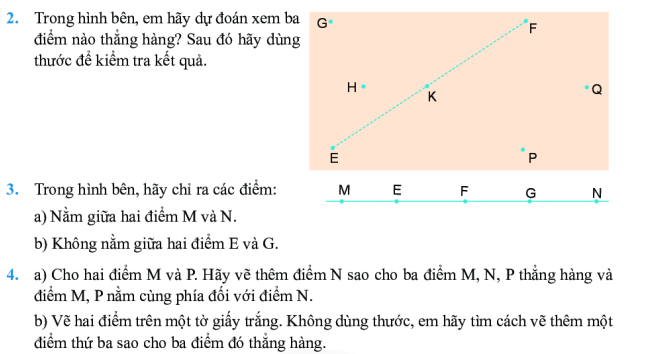 2. Trong hình bên, em hãy dự đoán xem ba
điểm nào thẳng hàng? Sau đó hãy dùng
thước để kiểm tra kết quả.
G
F
H
K
Q
E
P
3. Trong hình bên, hãy chỉ ra các điểm:
M E F G N
a) Nằm giữa hai điểm M và N.
b) Không nằm giữa hai điểm E và G.
4. a) Cho hai điểm M và P. Hãy vẽ thêm điểm N sao cho ba điểm M, N, P thẳng hàng và
điểm M, P nằm cùng phía đối với điểm N.
b) Vẽ hai điểm trên một tờ giấy trắng. Không dùng thước, em hãy tìm cách vẽ thêm một
điểm thứ ba sao cho ba điểm đó thẳng hàng.